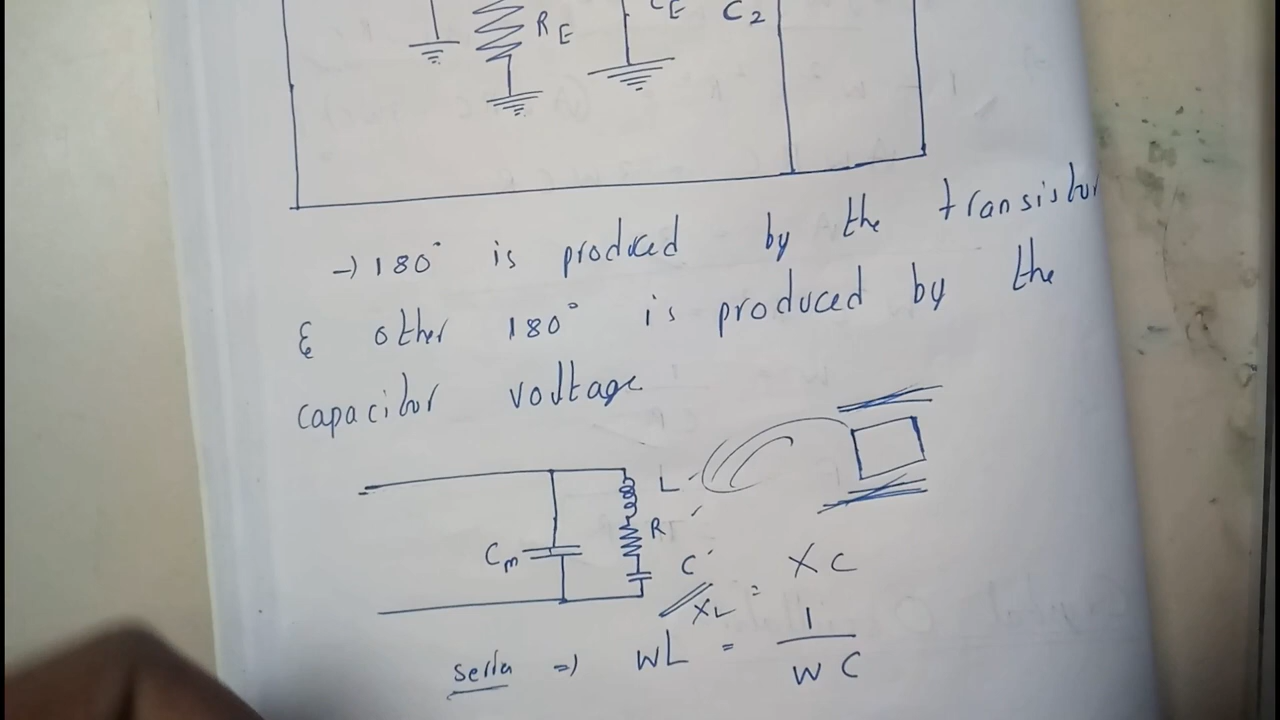 RE CE C2
→ 180° is produced by the transistor
& other 180° is produced by the
capacitor voltage
L
R
Cm C
XL = XC
WL = 1 / WC